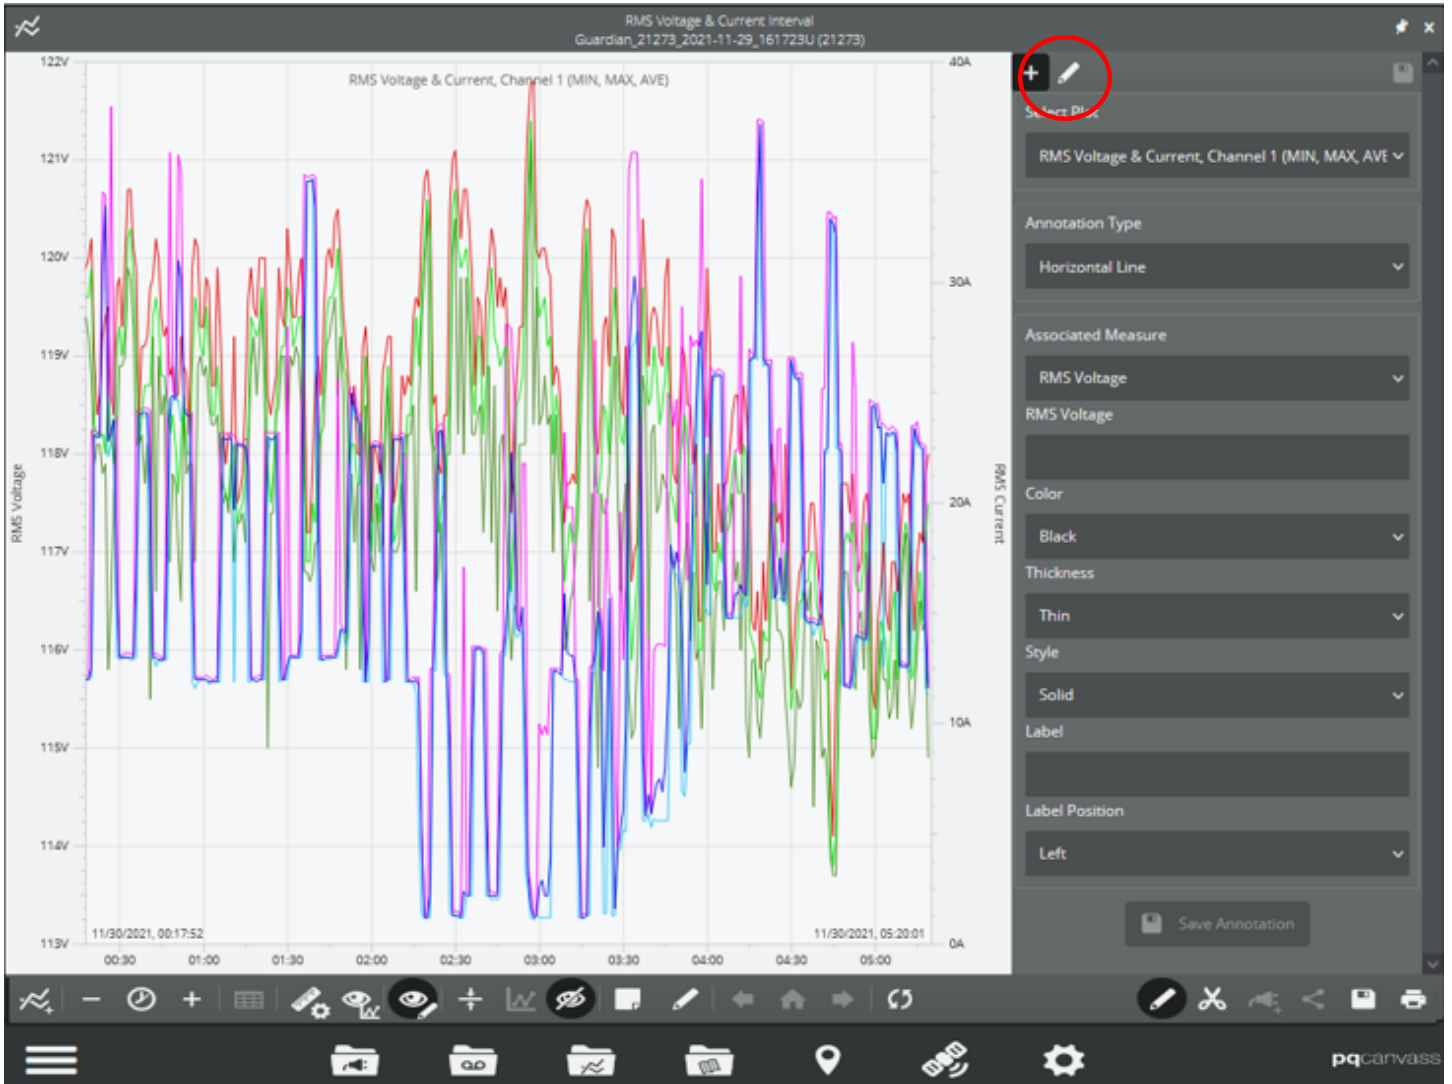 RMS Voltage & Current Interval
Guardian_21273_2021-11-29_161723U (21273)
RMS Voltage & Current, Channel 1 (MIN, MAX, AVE)
122V
121V
120V
119V
118V
117V
116V
115V
114V
113V
RMS Voltage
40A
30A
20A
10A
0A
RMS Current
11/30/2021, 00:17:52
11/30/2021, 05:20:01
00:30 01:00 01:30 02:00 02:30 03:00 03:30 04:00 04:30 05:00
Select Plot
RMS Voltage & Current, Channel 1 (MIN, MAX, AVE
Annotation Type
Horizontal Line
Associated Measure
RMS Voltage
RMS Voltage
Color
Black
Thickness
Thin
Style
Solid
Label
Label Position
Left
Save Annotation
pqcanvass